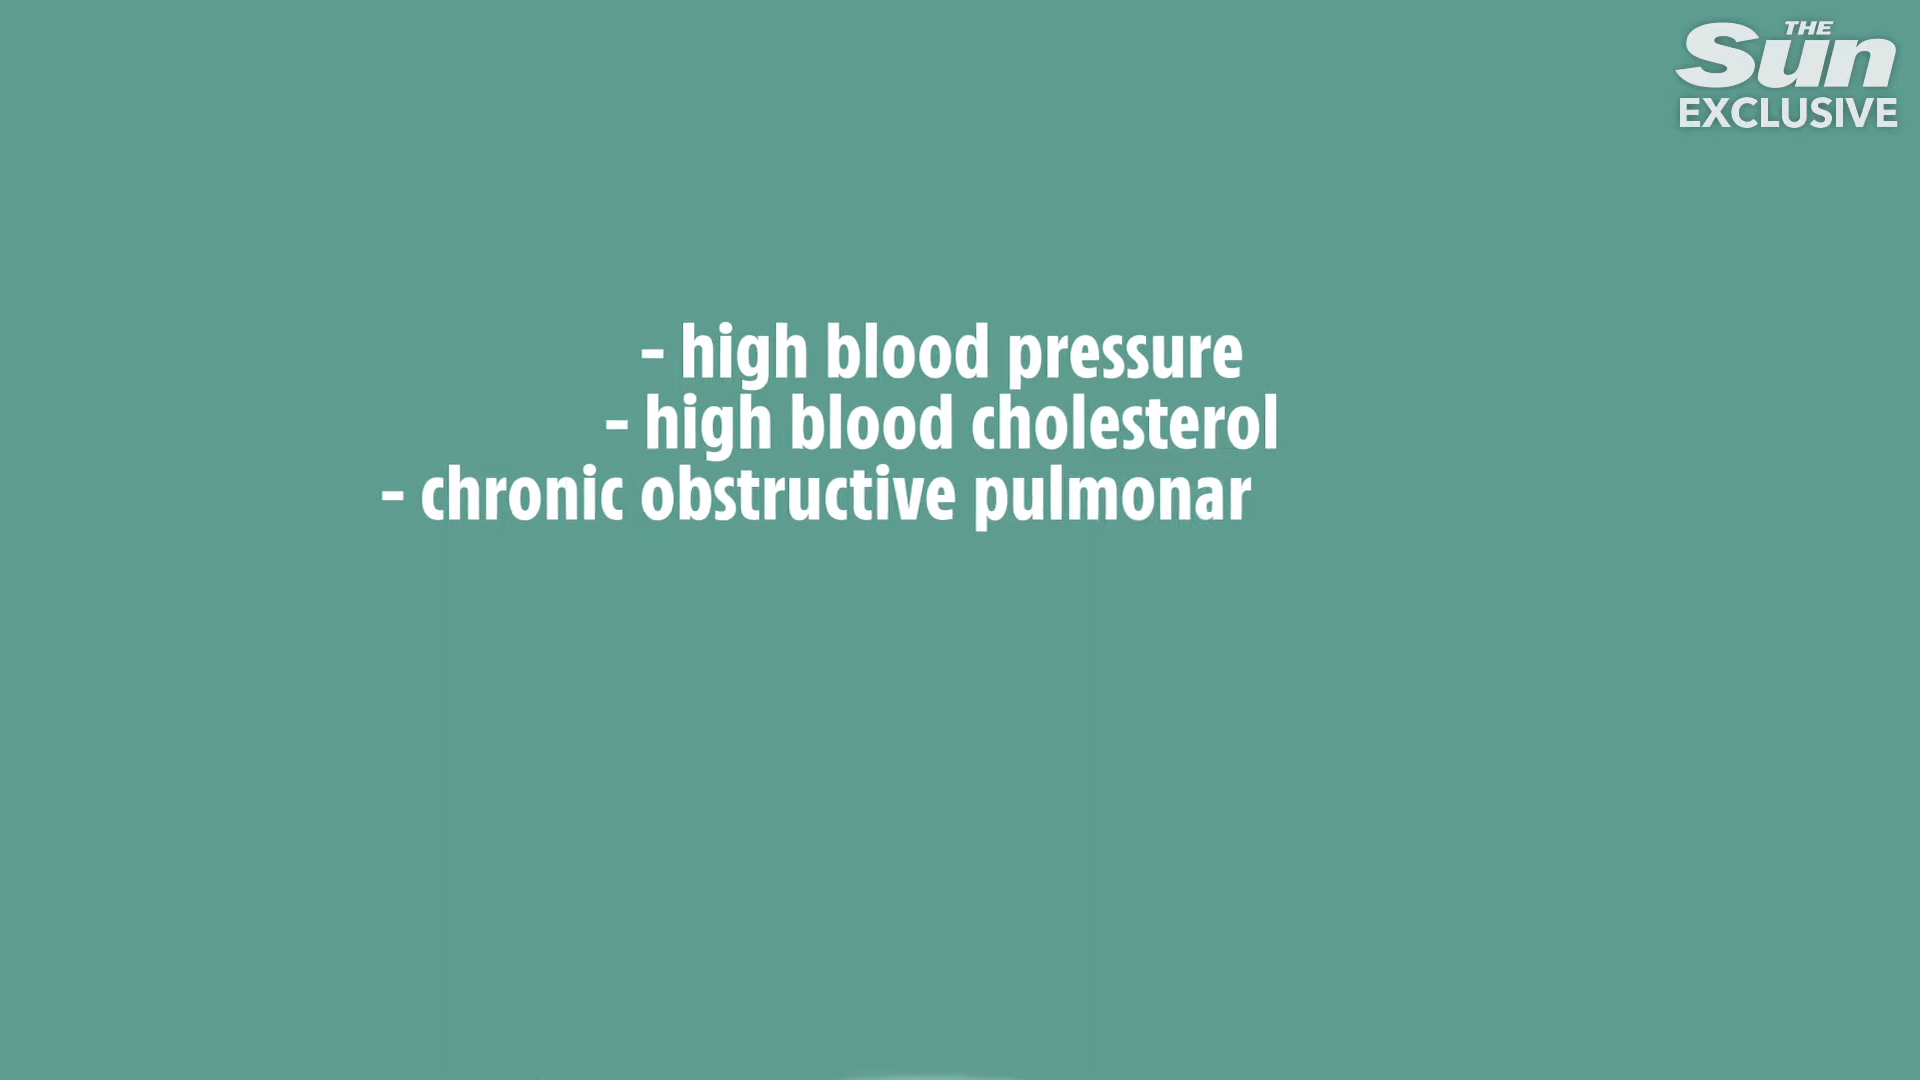 THE
Sun
EXCLUSIVE
- high blood pressure
- high blood cholesterol
- chronic obstructive pulmonar